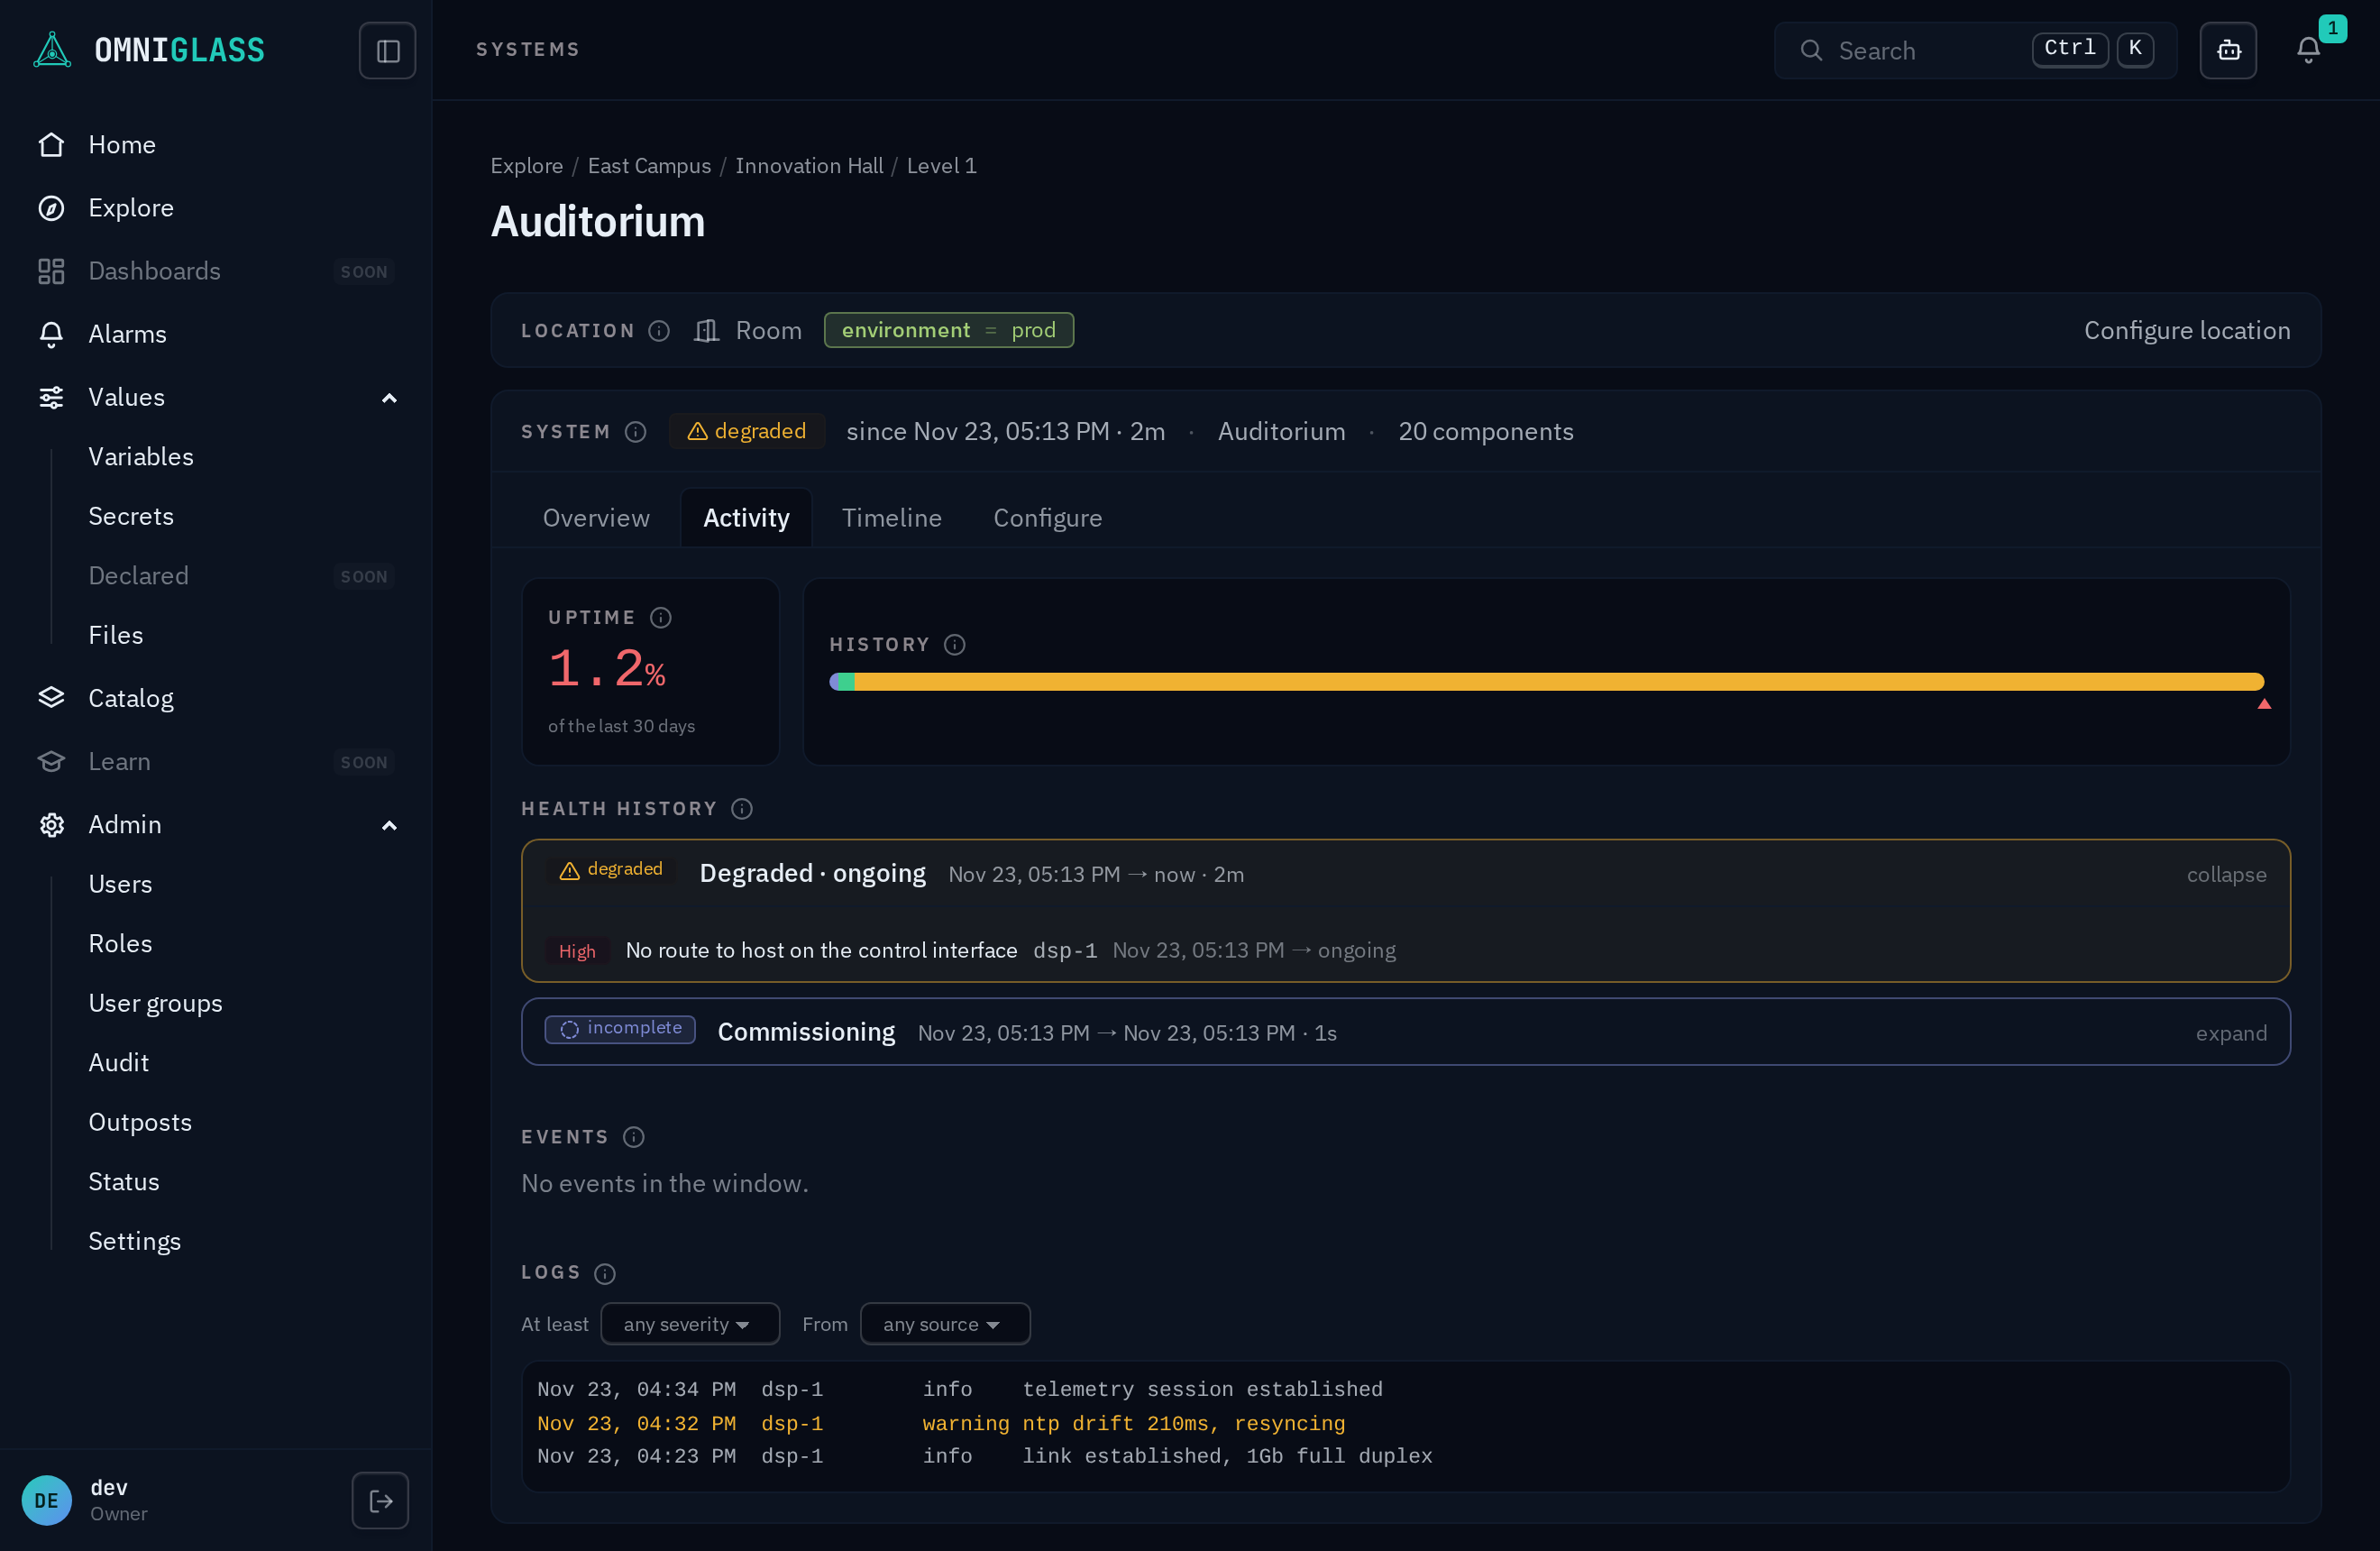 OMNIGLASS
SYSTEMS
Search
Ctrl K
1
Home
Explore
Dashboards SOON
Alarms
Values
Variables
Secrets
Declared SOON
Files
Catalog
Learn SOON
Admin
Users
Roles
User groups
Audit
Outposts
Status
Settings
DE
dev
Owner
Explore / East Campus / Innovation Hall / Level 1
Auditorium
LOCATION Room environment = prod Configure location
SYSTEM degraded since Nov 23, 05:13 PM · 2m · Auditorium · 20 components
Overview Activity Timeline Configure
UPTIME
1.2%
of the last 30 days
HISTORY
HEALTH HISTORY
degraded Degraded · ongoing Nov 23, 05:13 PM → now · 2m collapse
High No route to host on the control interface dsp-1 Nov 23, 05:13 PM → ongoing
incomplete Commissioning Nov 23, 05:13 PM → Nov 23, 05:13 PM · 1s expand
EVENTS
No events in the window.
LOGS
At least any severity From any source
Nov 23, 04:34 PM dsp-1 info telemetry session established
Nov 23, 04:32 PM dsp-1 warning ntp drift 210ms, resyncing
Nov 23, 04:23 PM dsp-1 info link established, 1Gb full duplex